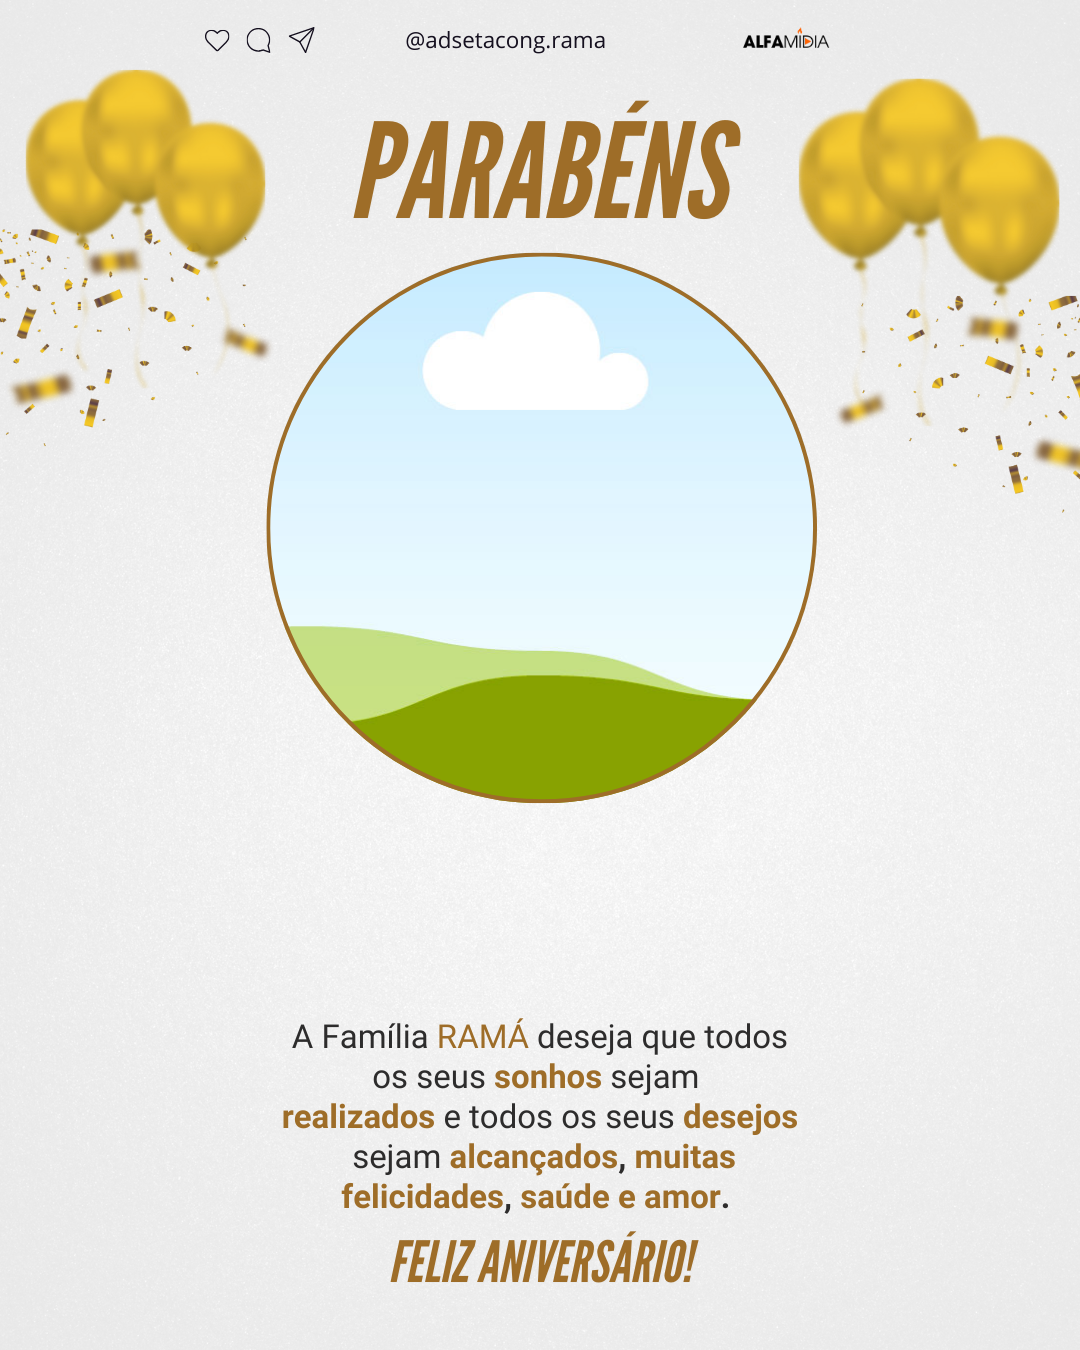 @adsetacong.rama
ALFAMÍDIA
PARABÉNS
A Família RAMÁ deseja que todos
os seus sonhos sejam
realizados e todos os seus desejos
sejam alcançados, muitas
felicidades, saúde e amor.
FELIZ ANIVERSÁRIO!